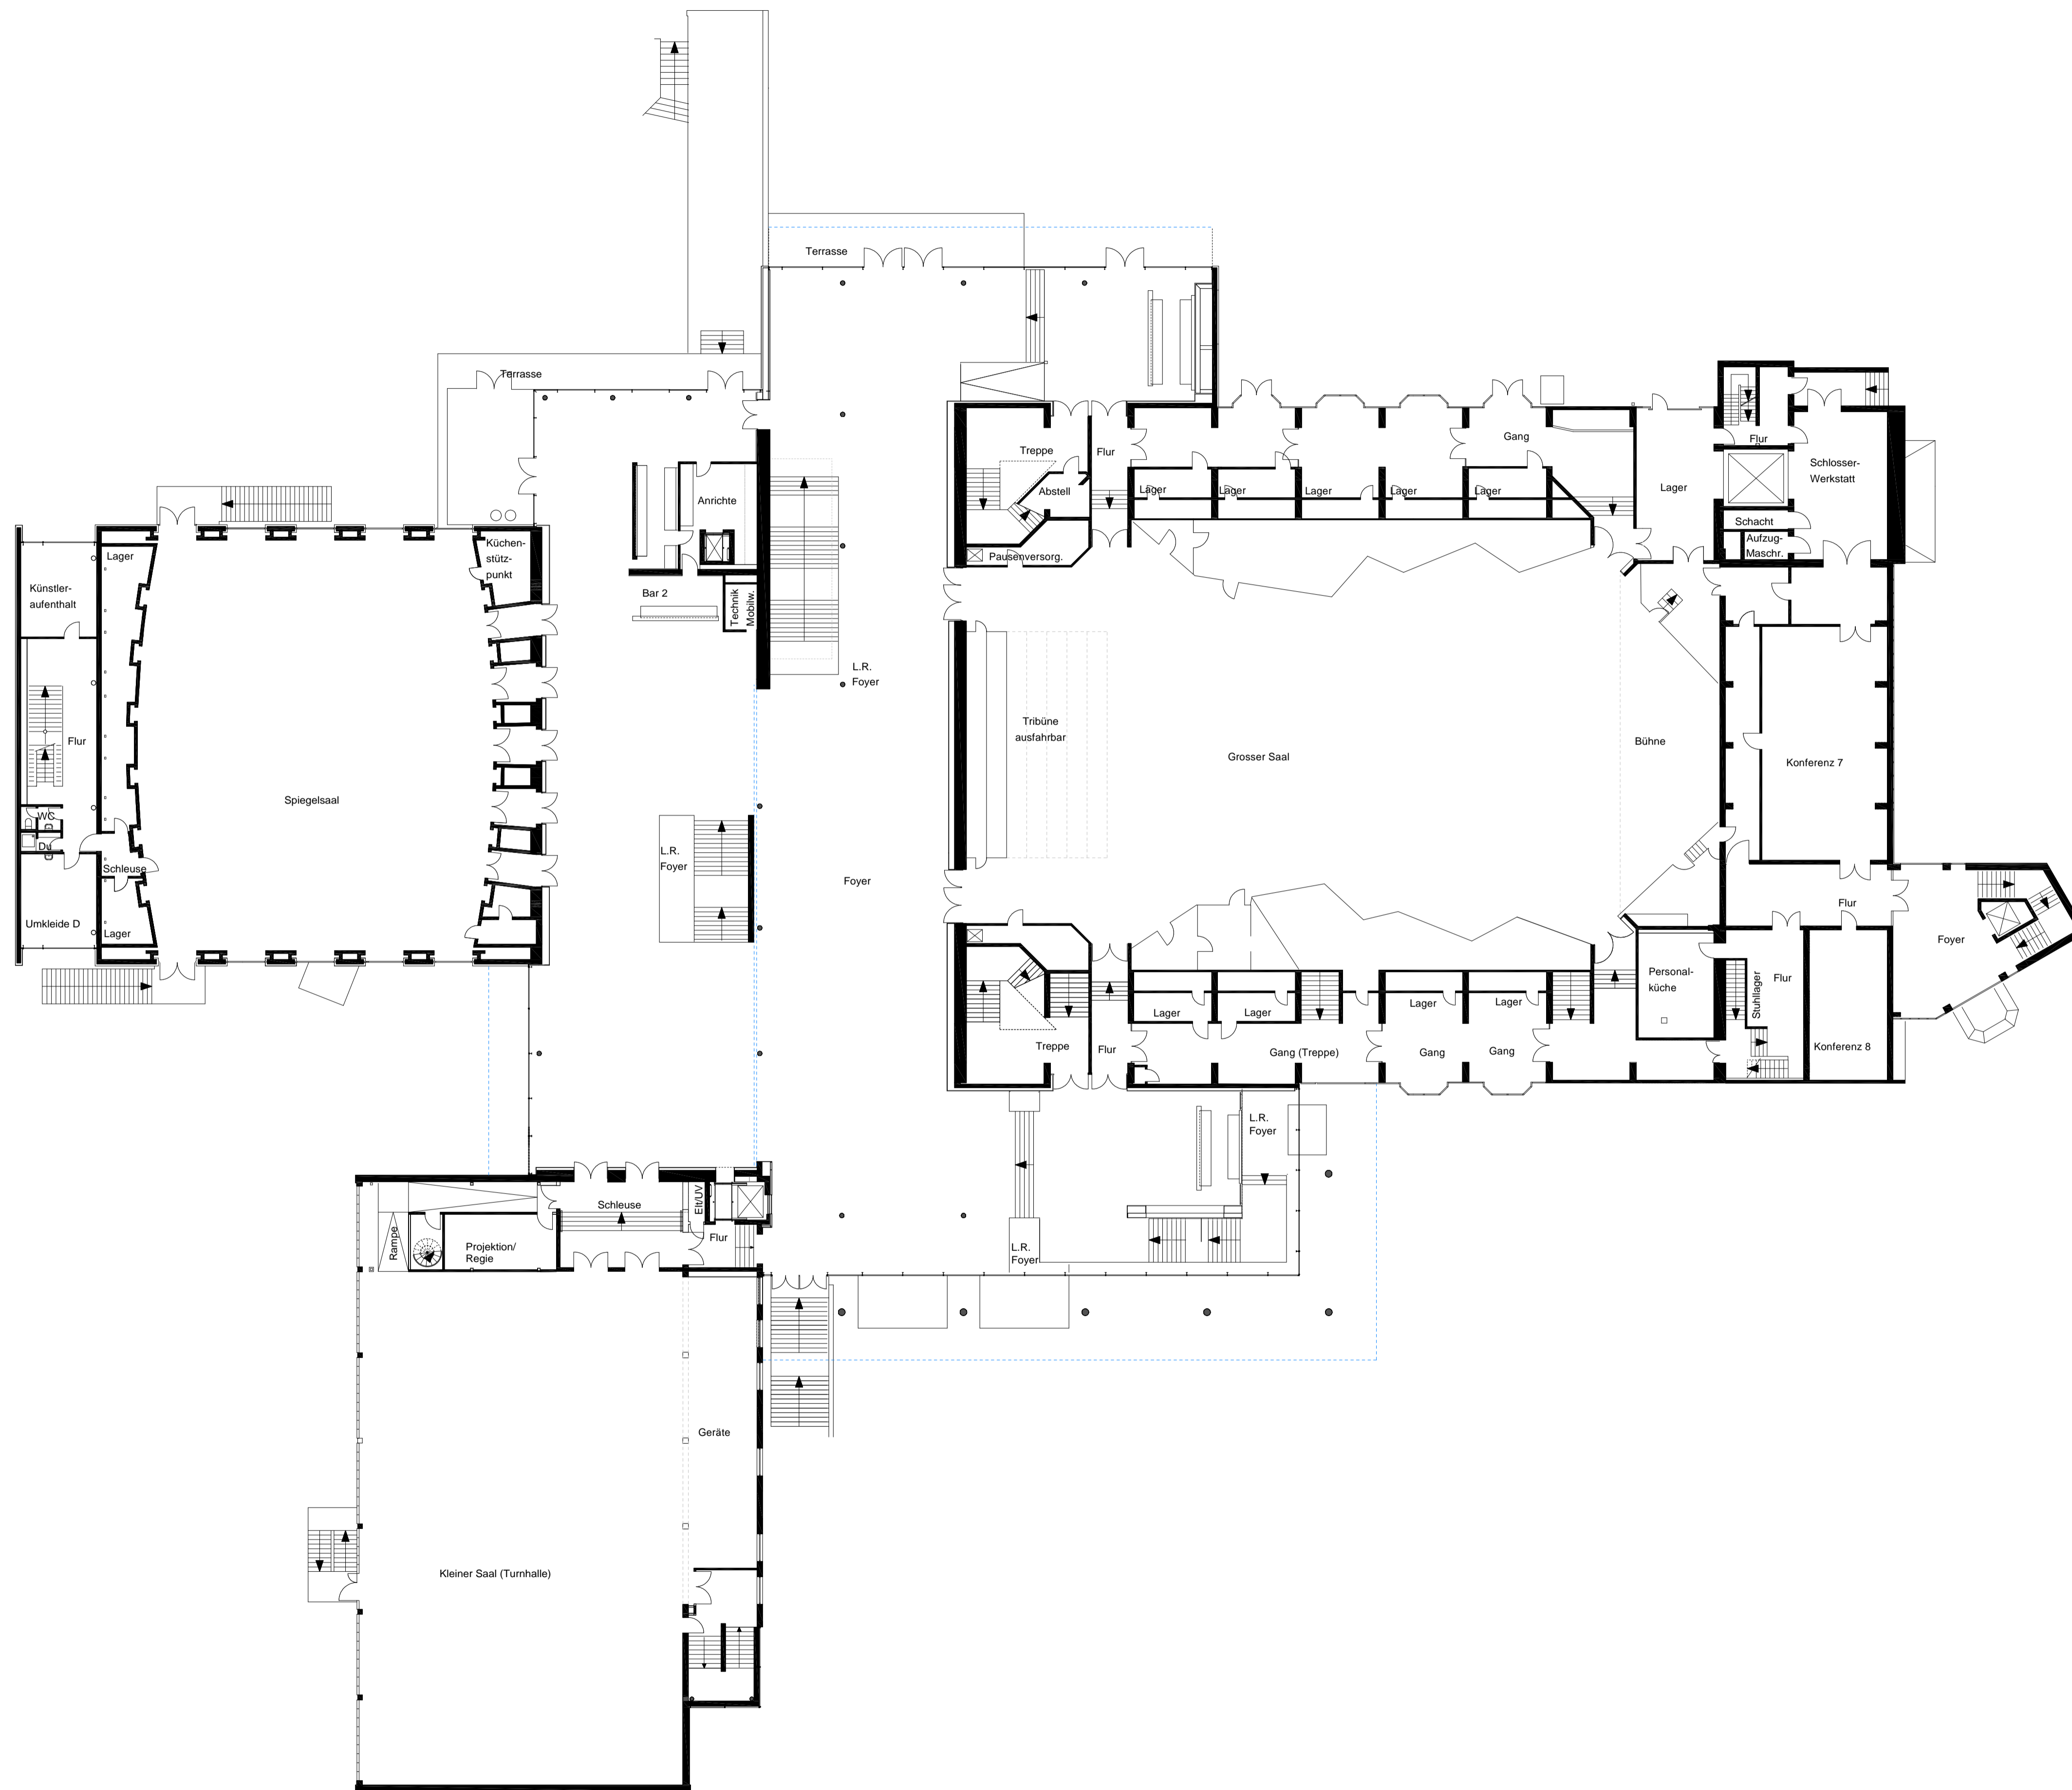 Terrasse
Terrasse
Treppe
Flur
Gang
Flur
Schlosser-
Werkstatt
Anrichte
Abstell
Lager
Lager
Lager
Lager
Lager
Lager
Schacht
Aufzug-
Maschr.
Lager
Küchen-
stütz-
punkt
Pausenversorg.
Künstler-
aufenthalt
Bar 2
Technik
Mobilw.
L.R.
Foyer
Tribüne
ausfahrbar
Flur
Grosser Saal
Bühne
Konferenz 7
Spiegelsaal
WC
Du
L.R.
Foyer
Foyer
Schleuse
Flur
Umkleide D
Lager
Foyer
Personal-
küche
Stuhllager
Flur
Lager
Lager
Lager
Lager
Treppe
Flur
Gang (Treppe)
Gang
Gang
Konferenz 8
L.R.
Foyer
Schleuse
Elt/UV
Rampe
Projektion/
Regie
Flur
L.R.
Foyer
Geräte
Kleiner Saal (Turnhalle)